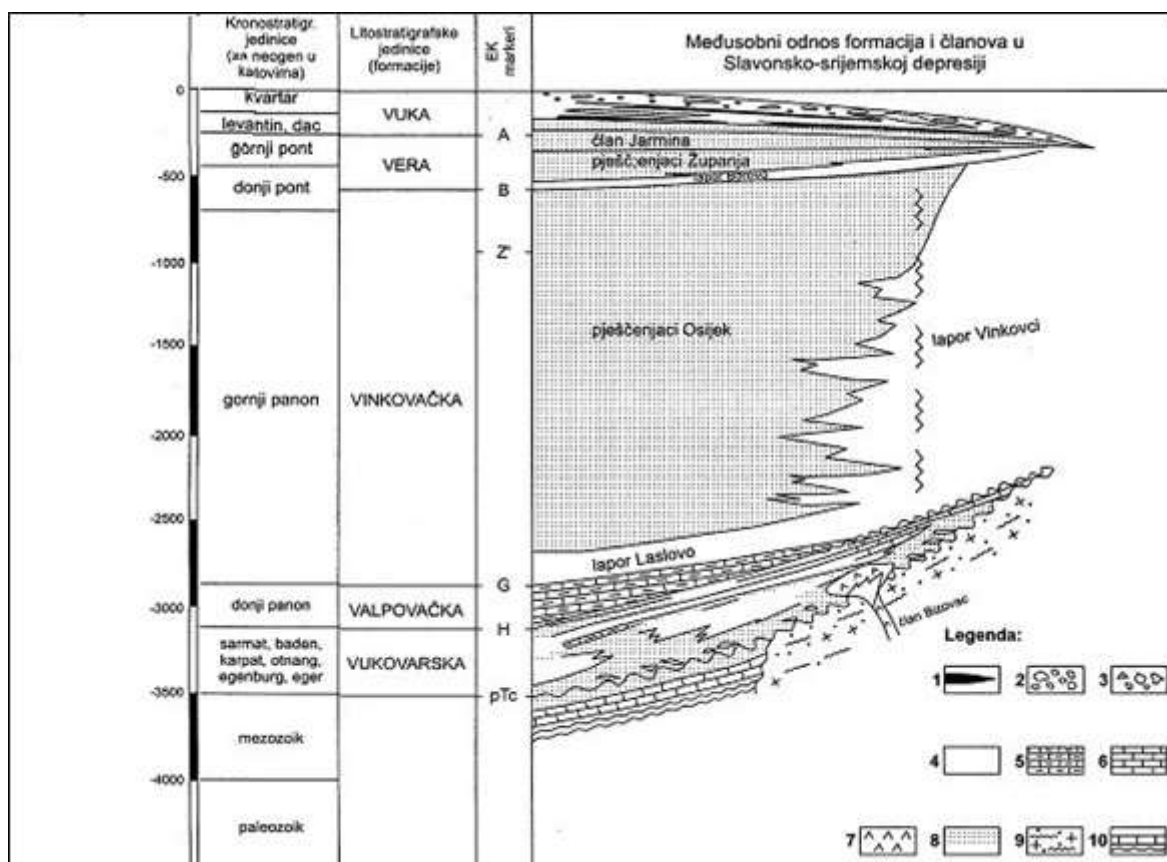 Kronostratigr.
jedinice
(za neogen u
katovima)
Litostratigrafske
jedinice
(formacije)
EK
markeri
Međusobni odnos formacija i članova u
Slavonsko-srijemskoj depresiji
0
kvartar
levantin, dac
VUKA
A
član Jarmina
gornji pont
VERA
pješčenjaci Županja
lapor Borovo
-500
donji pont
B
Z'
-1000
pješčenjaci Osijek
lapor Vinkovci
-1500
gornji panon
VINKOVAČKA
-2000
-2500
lapor Laslovo
G
donji panon
VALPOVAČKA
-3000
H
član Bizovac
sarmat, baden,
karpat, otnang,
egenburg, eger
VUKOVARSKA
-3500
pTc
mezozoik
-4000
paleozoik
Legenda:
1 2 3
4 5 6
7 8 9 10